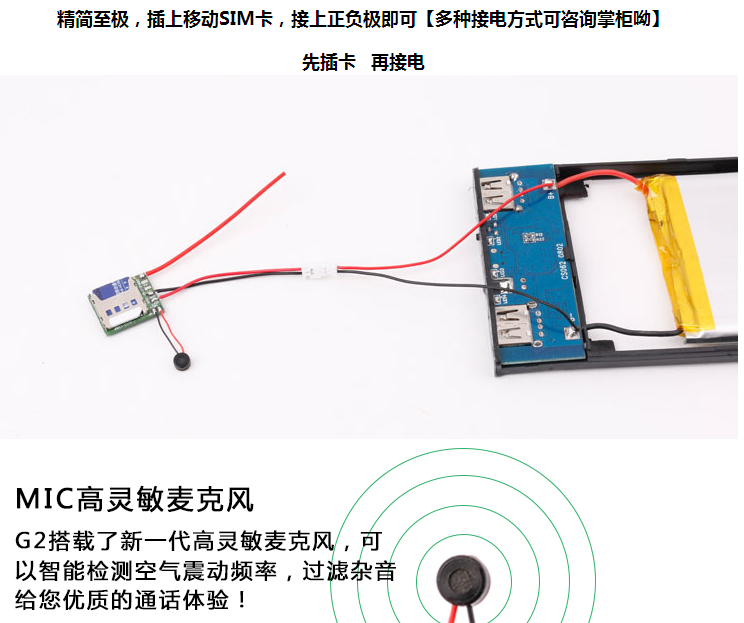 精简至极，插上移动SIM卡，接上正负极即可【多种接电方式可咨询掌柜呦】
先插卡 再接电
B+
CS062 0802
MIC高灵敏麦克风
G2搭载了新一代高灵敏麦克风，可
以智能检测空气震动频率，过滤杂音
给您优质的通话体验！